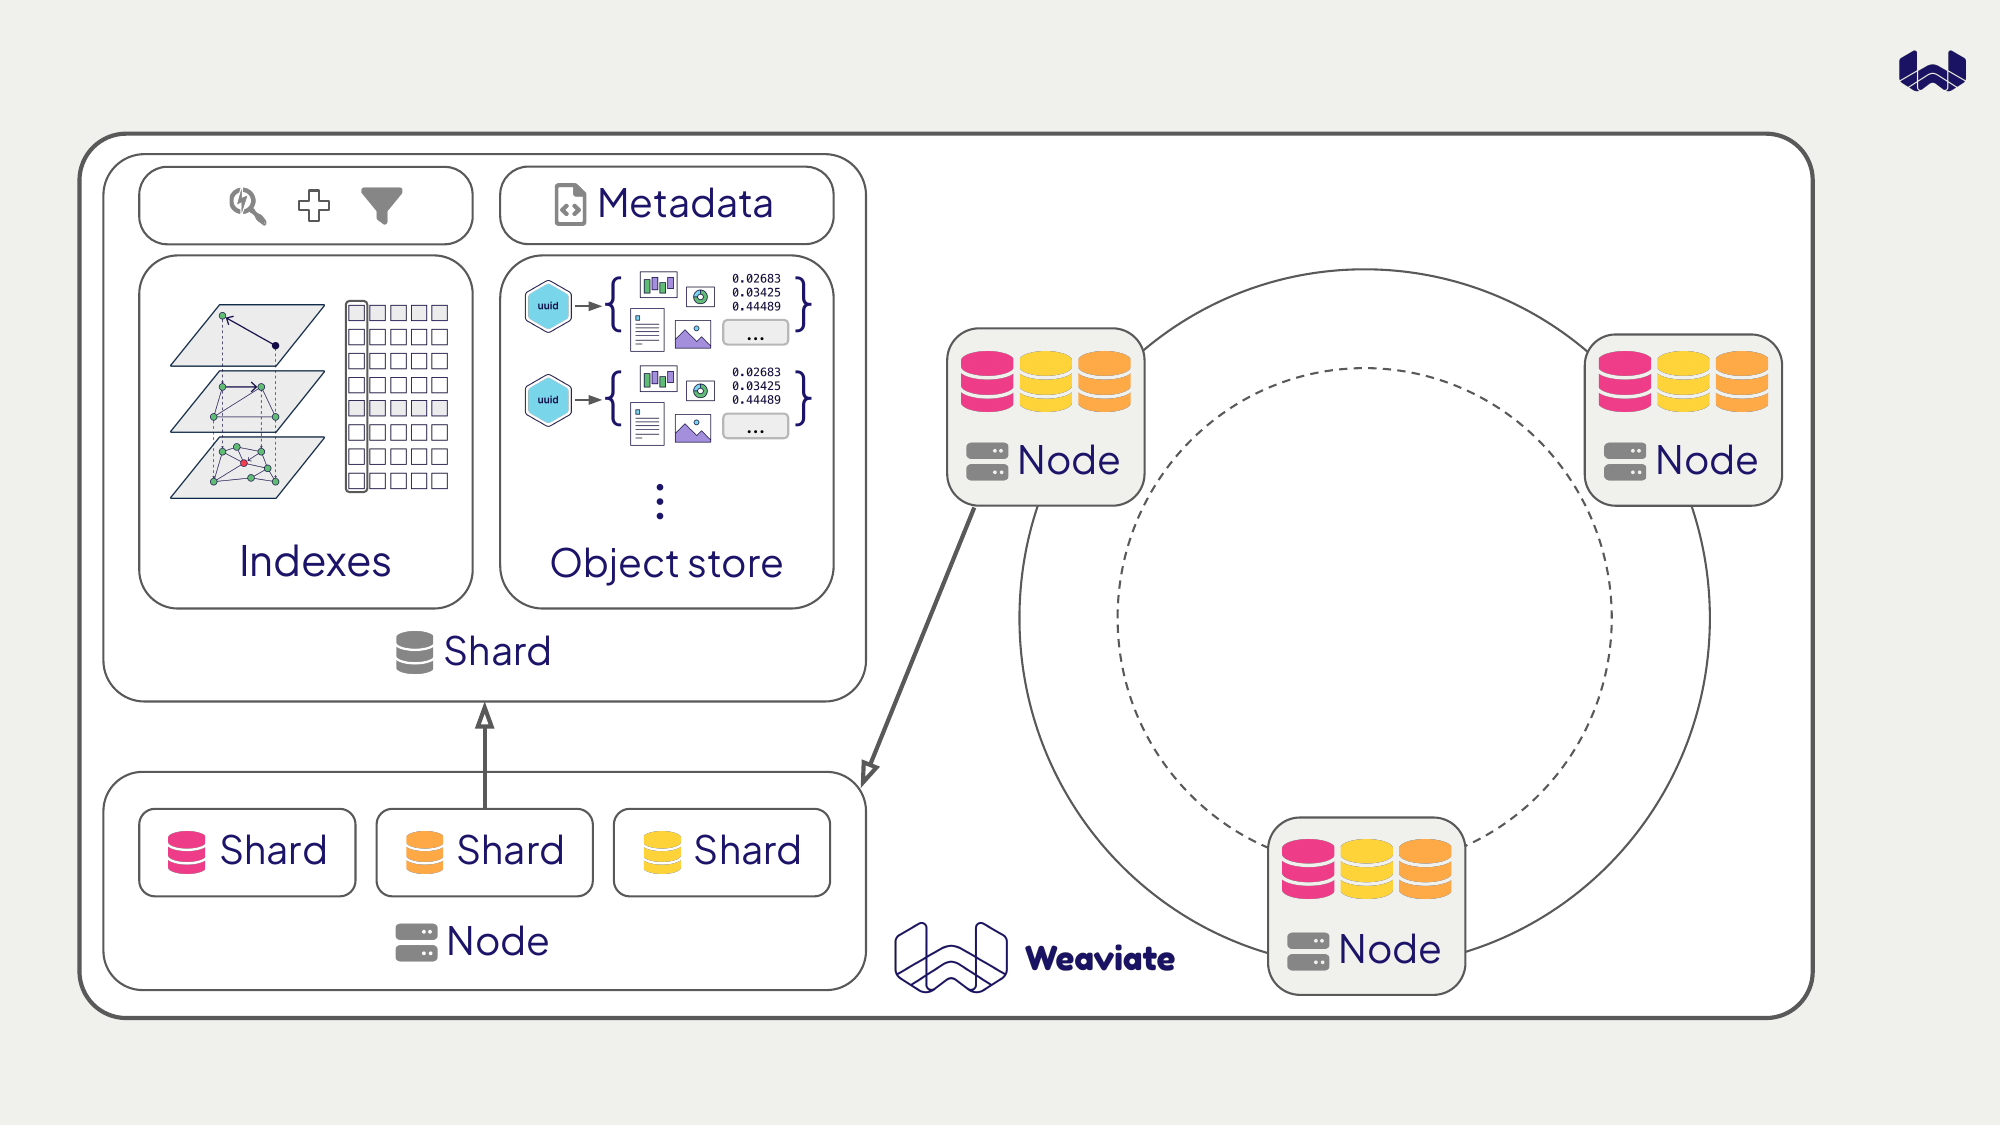 Metadata
uuid
0.02683
0.03425
0.44489
...
uuid
0.02683
0.03425
0.44489
...
Indexes
Object store
Shard
Shard
Shard
Shard
Node
Node
Node
Node
Weaviate